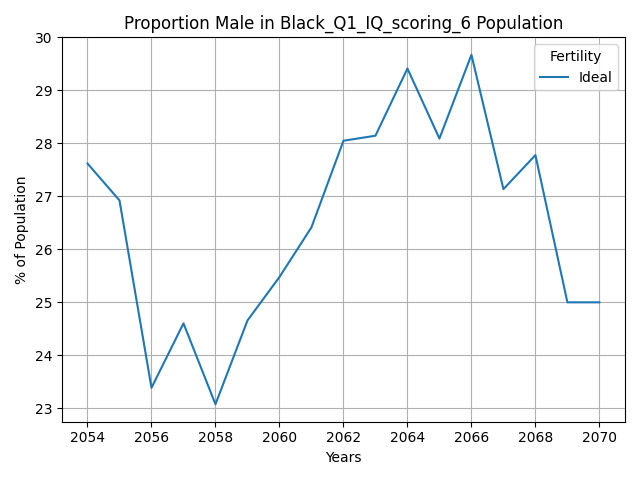 Proportion Male in Black_Q1_IQ_scoring_6 Population
Fertility
Ideal
% of Population
30
29
28
27
26
25
24
23
2054 2056 2058 2060 2062 2064 2066 2068 2070
Years